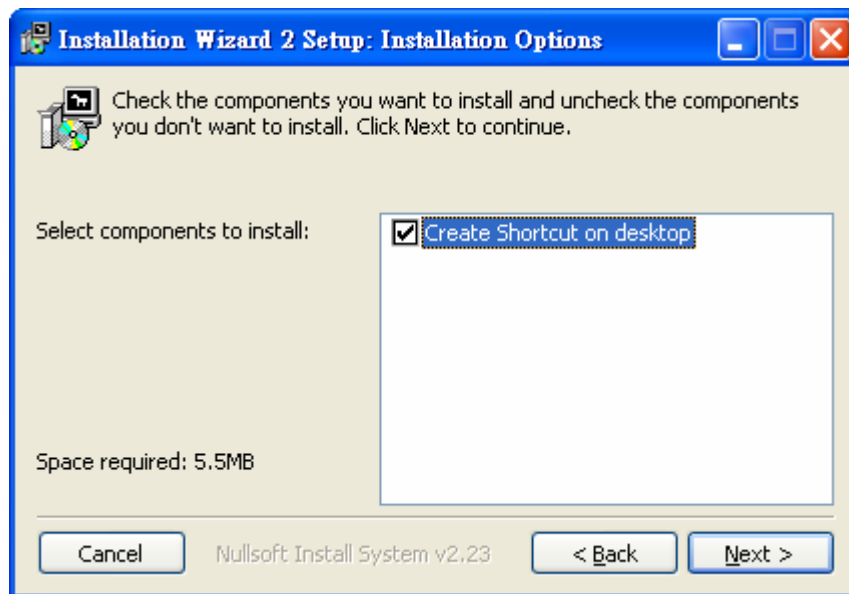 Installation Wizard 2 Setup: Installation Options
Check the components you want to install and uncheck the components
you don't want to install. Click Next to continue.
Select components to install:
Create Shortcut on desktop
Space required: 5.5MB
Cancel
Nullsoft Install System v2.23
< Back
Next >